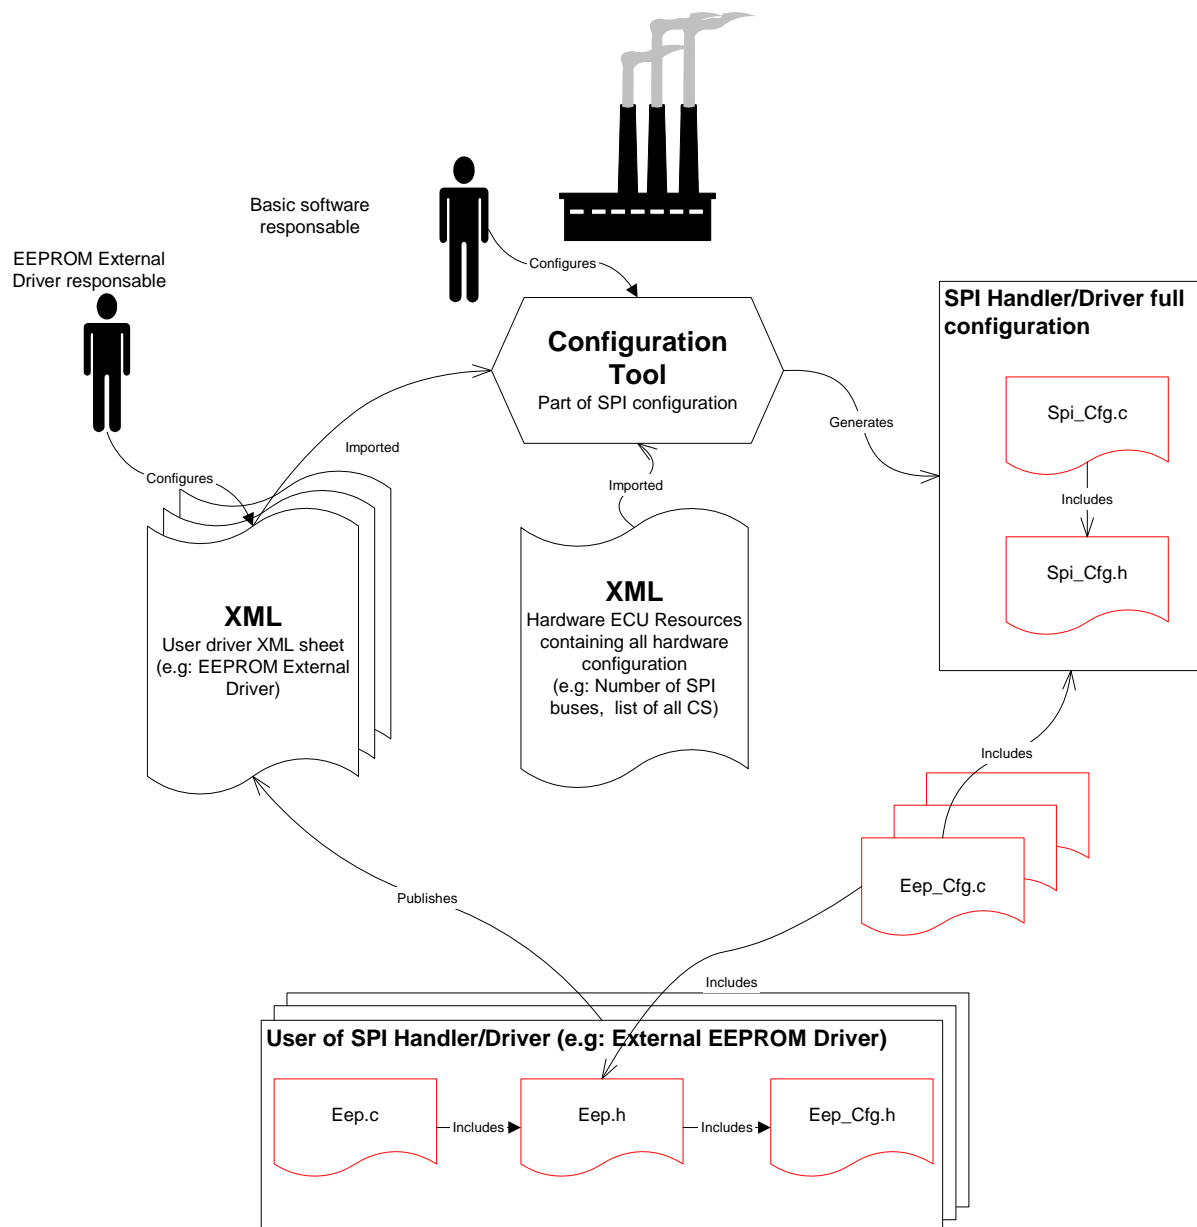 Basic software
responsable
EEPROM External
Driver responsable
Configures
SPI Handler/Driver full
configuration
Configuration
Tool
Part of SPI configuration
Spi_Cfg.c
Generates
Imported
Configures
Imported
Includes
Spi_Cfg.h
XML
User driver XML sheet
(e.g: EEPROM External
Driver)
XML
Hardware ECU Resources
containing all hardware
configuration
(e.g: Number of SPI
buses,  list of all CS)
Includes
Eep_Cfg.c
Publishes
Includes
User of SPI Handler/Driver (e.g: External EEPROM Driver)
Eep.c
Includes
Eep.h
Includes
Eep_Cfg.h